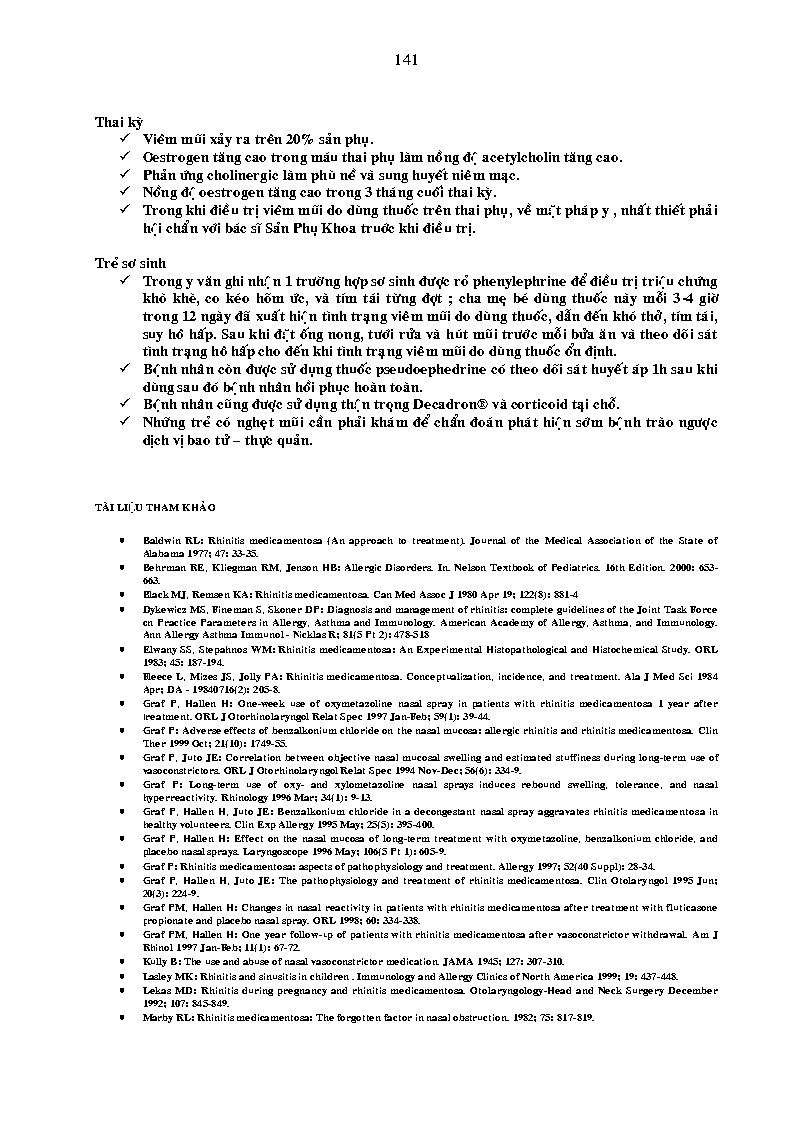 141
Thai kỳ
✓ Viêm mũi xảy ra trên 20% sản phụ.
✓ Oestrogen tăng cao trong máu thai phụ làm nồng độ acetylcholin tăng cao.
✓ Phản ứng cholinergic làm phù nề và sung huyết niêm mạc.
✓ Nồng độ oestrogen tăng cao trong 3 tháng cuối thai kỳ.
✓ Trong khi điều trị viêm mũi do dùng thuốc trên thai phụ, về mặt pháp y , nhất thiết phải
hội chẩn với bác sĩ Sản Phụ Khoa trước khi điều trị.
Trẻ sơ sinh
✓ Trong y văn ghi nhận 1 trường hợp sơ sinh được rỏ phenylephrine để điều trị triệu chứng
khò khè, co kéo hõm ức, và tím tái từng đợt ; cha mẹ bé dùng thuốc này mỗi 3-4 giờ
trong 12 ngày đã xuất hiện tình trạng viêm mũi do dùng thuốc, dẫn đến khó thở, tím tái,
suy hô hấp. Sau khi đặt ống nong, tưới rửa và hút mũi trước mỗi bữa ăn và theo dõi sát
tình trạng hô hấp cho đến khi tình trạng viêm mũi do dùng thuốc ổn định.
✓ Bệnh nhân còn được sử dụng thuốc pseudoephedrine có theo dõi sát huyết áp 1h sau khi
dùng sau đó bệnh nhân hồi phục hoàn toàn.
✓ Bệnh nhân cũng được sử dụng thận trọng Decadron® và corticoid tại chỗ.
✓ Những trẻ có nghẹt mũi cần phải khám để chẩn đoán phát hiện sớm bệnh trào ngược
dịch vị bao tử – thực quản.
TÀI LIỆU THAM KHẢO
• Baldwin RL: Rhinitis medicamentosa (An approach to treatment). Journal of the Medical Association of the State of
Alabama 1977; 47: 33-35.
• Behrman RE, Kliegman RM, Jenson HB: Allergic Disorders. In. Nelson Textbook of Pediatrics. 16th Edition. 2000: 653-
663.
• Black MJ, Remsen KA: Rhinitis medicamentosa. Can Med Assoc J 1980 Apr 19; 122(8): 881-4
• Dykewicz MS, Fineman S, Skoner DP: Diagnosis and management of rhinitis: complete guidelines of the Joint Task Force
on Practice Parameters in Allergy, Asthma and Immunology. American Academy of Allergy, Asthma, and Immunology.
Ann Allergy Asthma Immunol - Nicklas R; 81(5 Pt 2): 478-518
• Elwany SS, Stephanos WM: Rhinitis medicamentosa: An Experimental Histopathological and Histochemical Study. ORL
1983; 45: 187-194.
• Fleece L, Mizes JS, Jolly PA: Rhinitis medicamentosa. Conceptualization, incidence, and treatment. Ala J Med Sci 1984
Apr; DA - 19840716(2): 205-8.
• Graf P, Hallen H: One-week use of oxymetazoline nasal spray in patients with rhinitis medicamentosa 1 year after
treatment. ORL J Otorhinolaryngol Relat Spec 1997 Jan-Feb; 59(1): 39-44.
• Graf P: Adverse effects of benzalkonium chloride on the nasal mucosa: allergic rhinitis and rhinitis medicamentosa. Clin
Ther 1999 Oct; 21(10): 1749-55.
• Graf P, Juto JE: Correlation between objective nasal mucosal swelling and estimated stuffiness during long-term use of
vasoconstrictors. ORL J Otorhinolaryngol Relat Spec 1994 Nov-Dec; 56(6): 334-9.
• Graf P: Long-term use of oxy- and xylometazoline nasal sprays induces rebound swelling, tolerance, and nasal
hyperreactivity. Rhinology 1996 Mar; 34(1): 9-13.
• Graf P, Hallen H, Juto JE: Benzalkonium chloride in a decongestant nasal spray aggravates rhinitis medicamentosa in
healthy volunteers. Clin Exp Allergy 1995 May; 25(5): 395-400.
• Graf P, Hallen H: Effect on the nasal mucosa of long-term treatment with oxymetazoline, benzalkonium chloride, and
placebo nasal sprays. Laryngoscope 1996 May; 106(5 Pt 1): 605-9.
• Graf P: Rhinitis medicamentosa: aspects of pathophysiology and treatment. Allergy 1997; 52(40 Suppl): 28-34.
• Graf P, Hallen H, Juto JE: The pathophysiology and treatment of rhinitis medicamentosa. Clin Otolaryngol 1995 Jun;
20(3): 224-9.
• Graf PM, Hallen H: Changes in nasal reactivity in patients with rhinitis medicamentosa after treatment with fluticasone
propionate and placebo nasal spray. ORL 1998; 60: 334-338.
• Graf PM, Hallen H: One year follow-up of patients with rhinitis medicamentosa after vasoconstrictor withdrawal. Am J
Rhinol 1997 Jan-Feb; 11(1): 67-72.
• Kully B: The use and abuse of nasal vasoconstrictor medication. JAMA 1945; 127: 307-310.
• Lasley MK: Rhinitis and sinusitis in children . Immunology and Allergy Clinics of North America 1999; 19: 437-448.
• Lekas MD: Rhinitis during pregnancy and rhinitis medicamentosa. Otolaryngology-Head and Neck Surgery December
1992; 107: 845-849.
• Marby RL: Rhinitis medicamentosa: The forgotten factor in nasal obstruction. 1982; 75: 817-819.